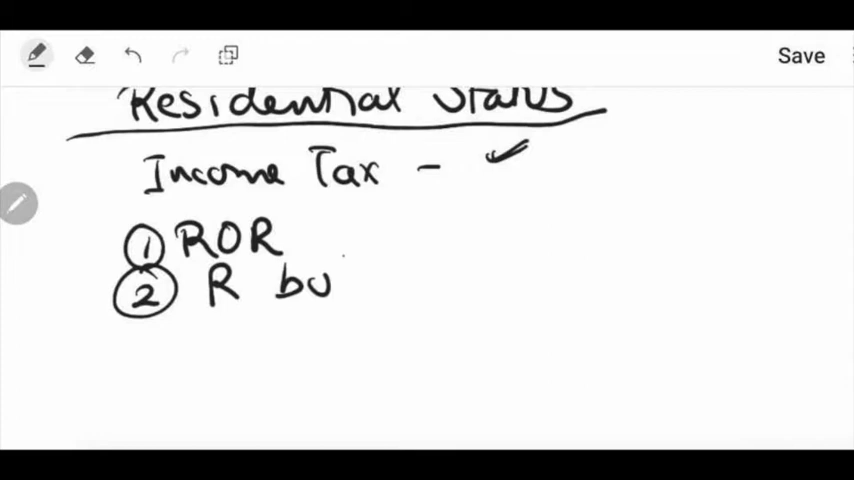 Save
Residential Status
Income Tax -
1 ROR
2 R bu